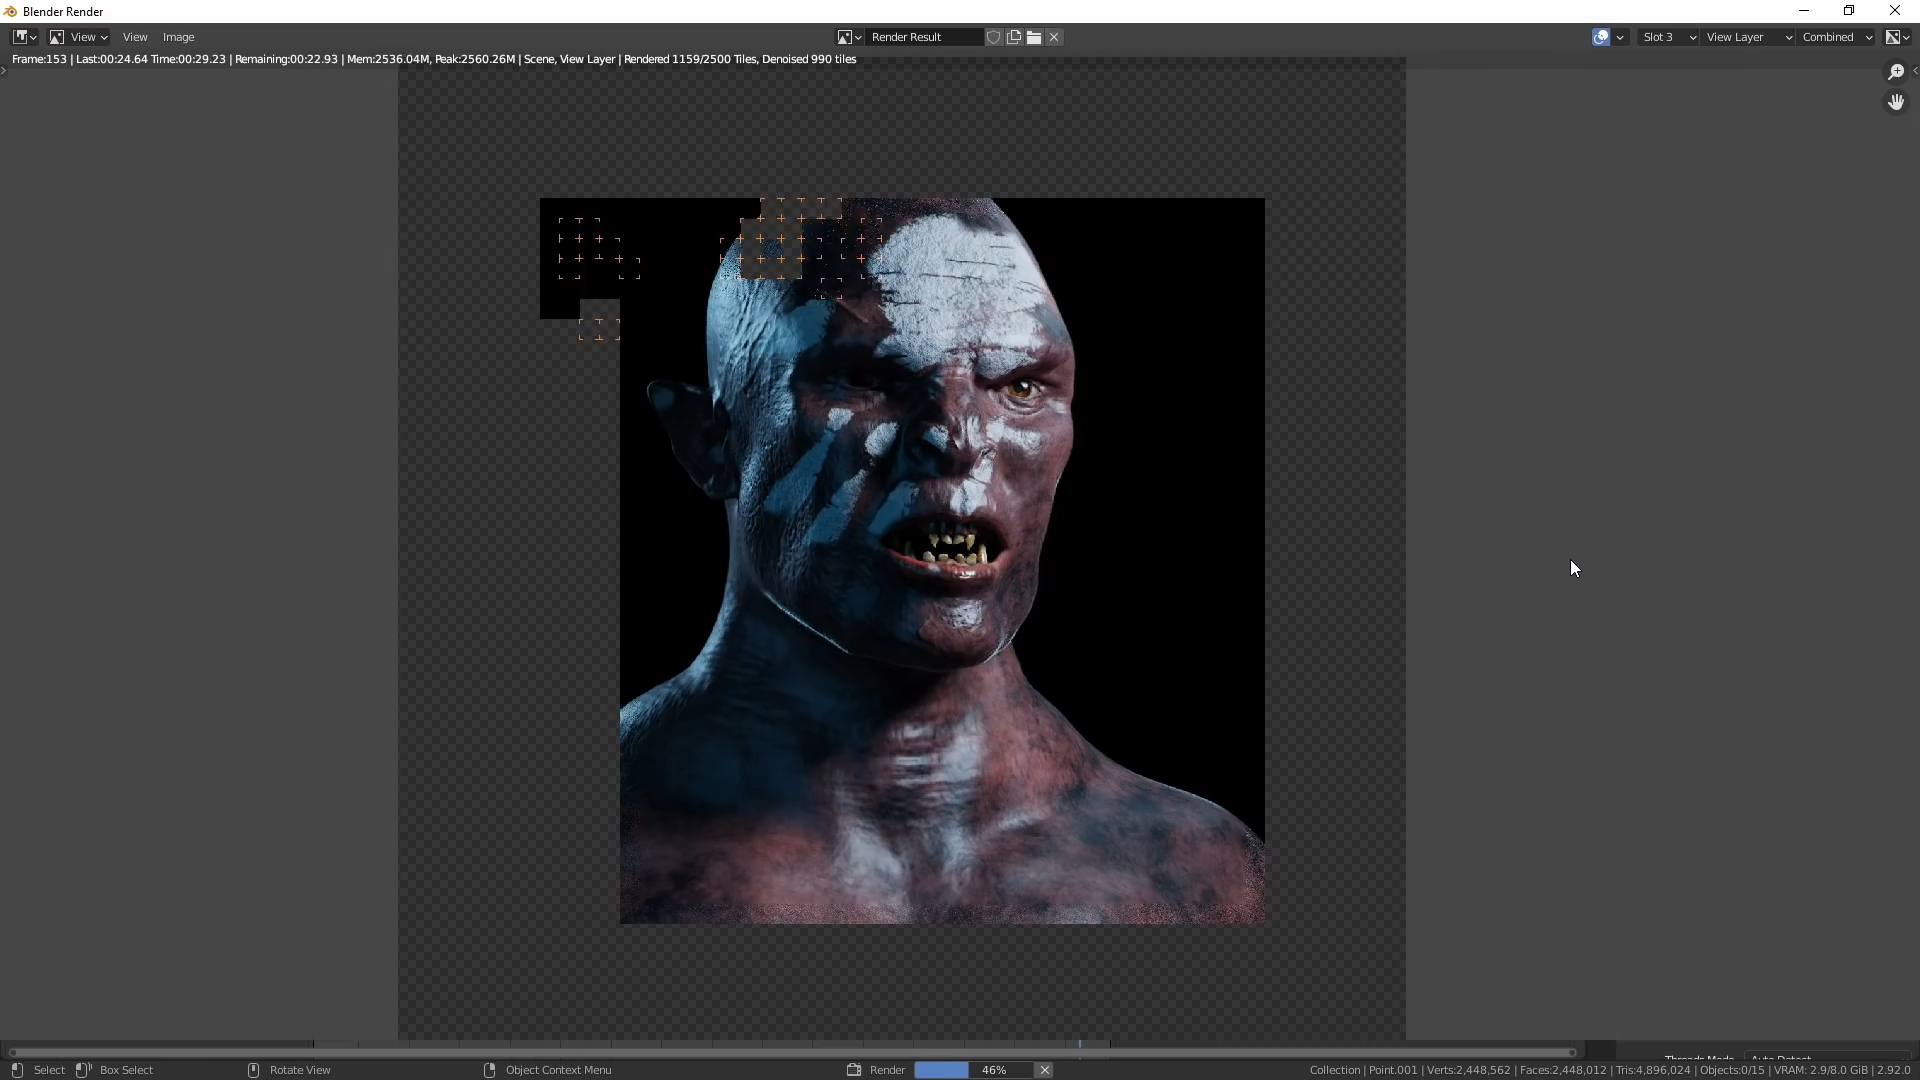 Blender Render
View View Image Render Result Slot 3 View Layer Combined
Frame:153 | Last:00:24.64 Time:00:29.23 | Remaining:00:22.93 | Mem:2536.04M, Peak:2560.26M | Scene, View Layer | Rendered 1159/2500 Tiles, Denoised 990 tiles
Threads Mode Auto-Detect
Select Box Select Rotate View Object Context Menu Render 46% Collection | Point.001 | Verts:2,448,562 | Faces:2,448,012 | Tris:4,896,024 | Objects:0/15 | VRAM: 2.9/8.0 GiB | 2.92.0